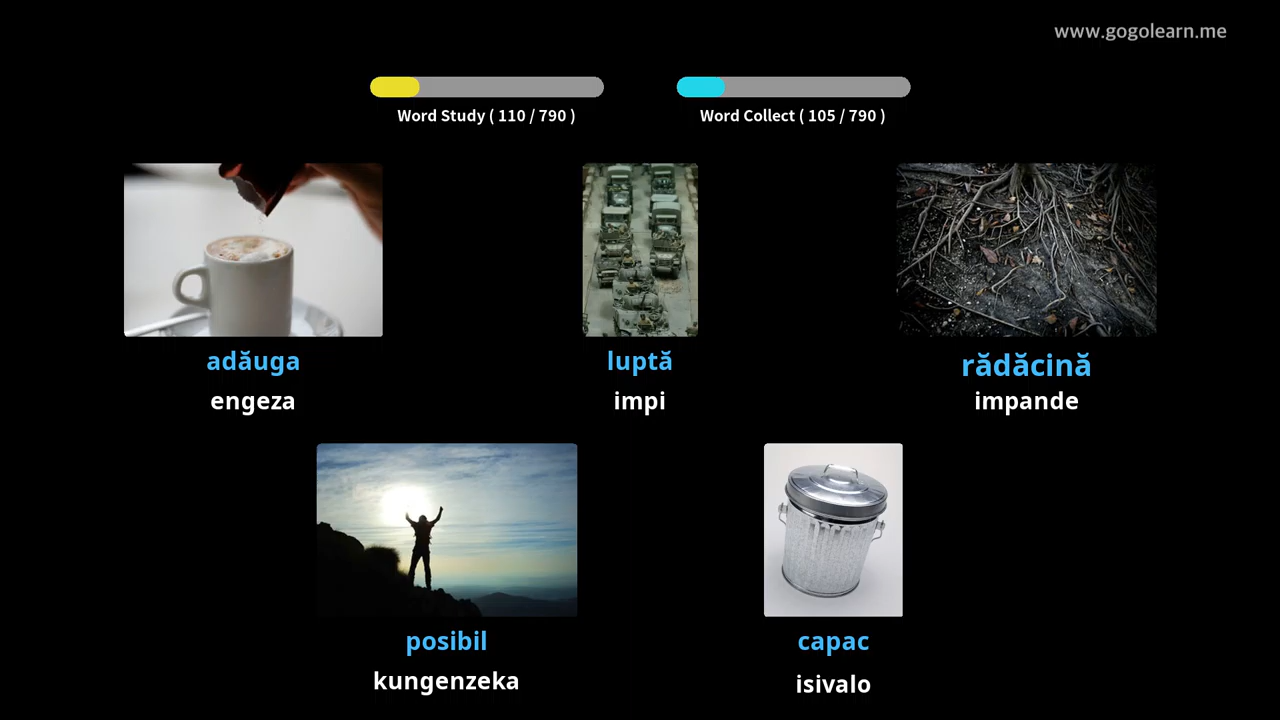 www.gogolearn.me
Word Study ( 110 / 790 )
Word Collect ( 105 / 790 )
adăuga
luptă
rădăcină
engeza
impi
impande
posibil
capac
kungenzeka
isivalo